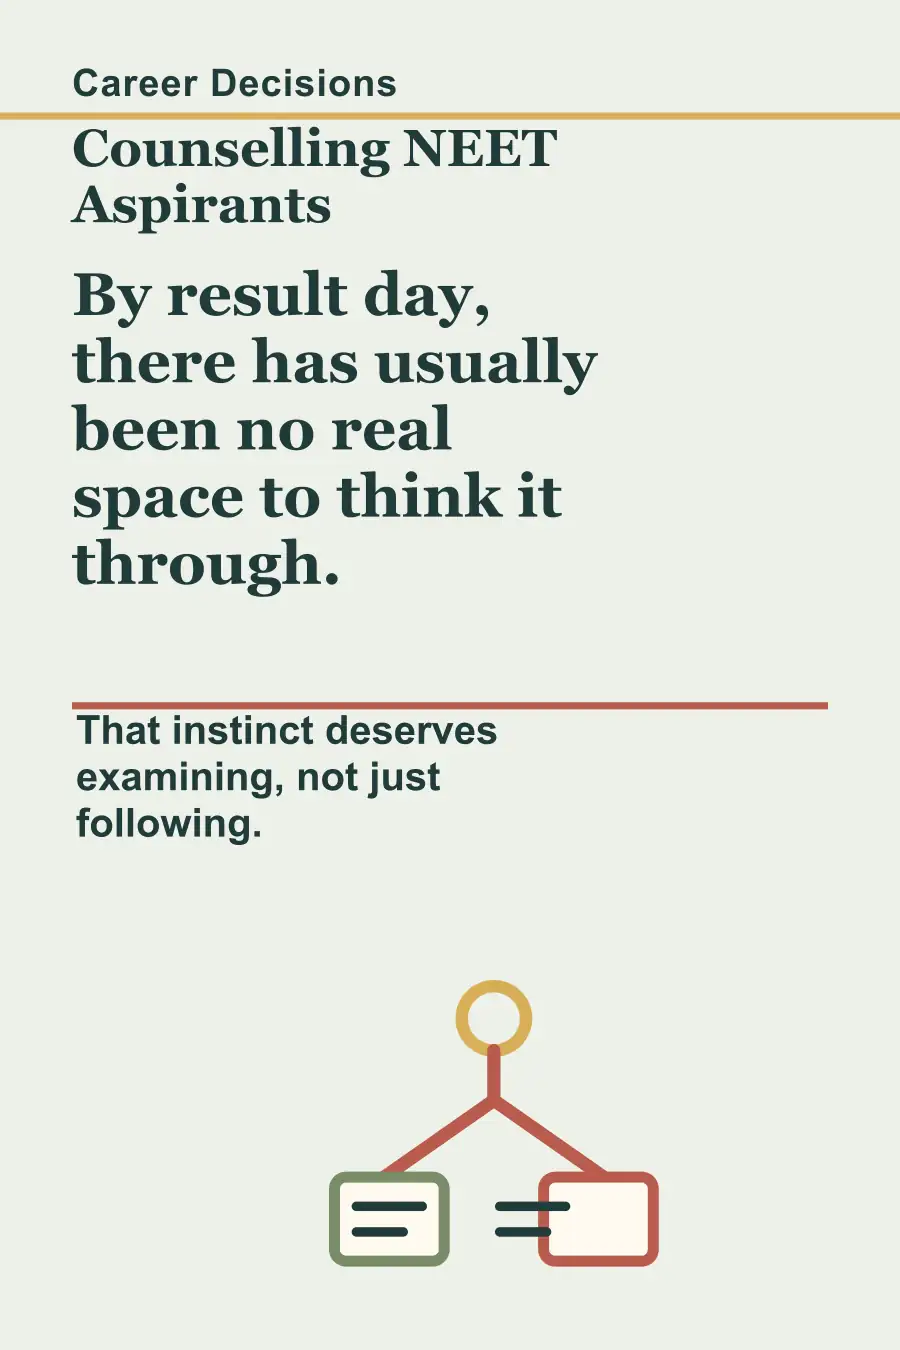 Career Decisions
Counselling NEET
Aspirants
By result day,
there has usually
been no real
space to think it
through.
That instinct deserves
examining, not just
following.